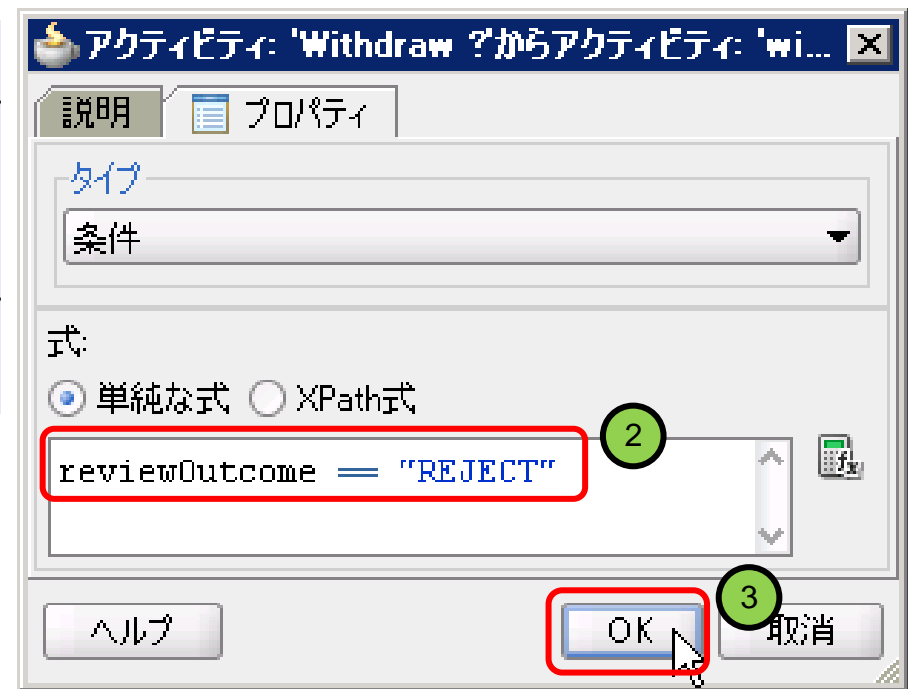 アクティビティ: 'Withdraw ?'からアクティビティ: 'wi...
説明 プロパティ
タイプ
条件
式:
単純な式 XPath式
2
reviewOutcome == "REJECT"
fx
3
ヘルプ OK 取消